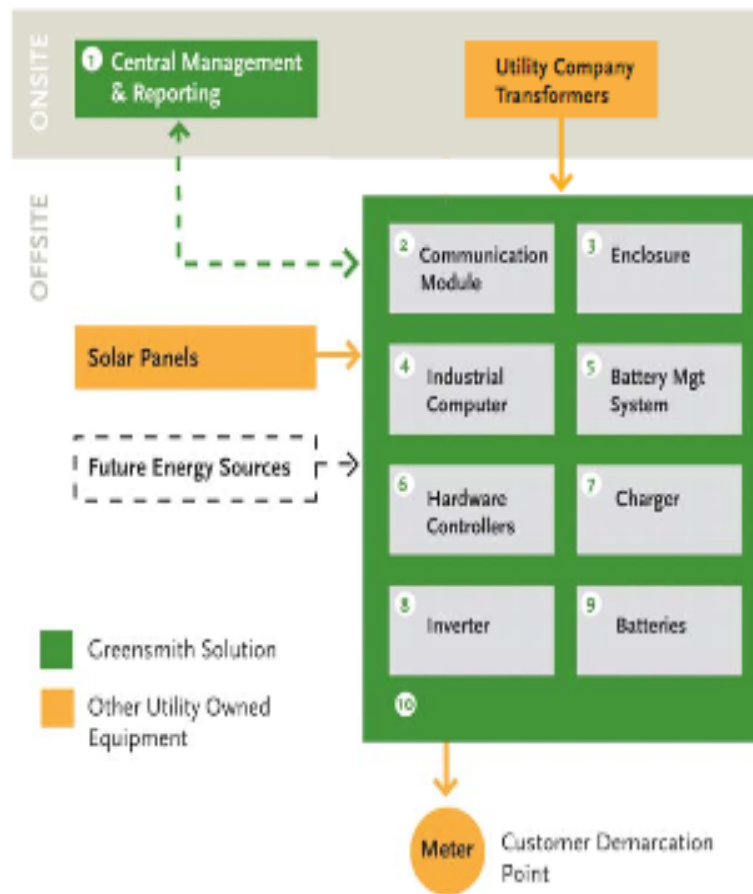 ONSITE
1 Central Management
& Reporting
Utility Company
Transformers
OFFSITE
2 Communication
Module
3 Enclosure
Solar Panels
4 Industrial
Computer
5 Battery Mgt
System
Future Energy Sources
6 Hardware
Controllers
7 Charger
8 Inverter
9 Batteries
Greensmith Solution
Other Utility Owned
Equipment
10
Meter
Customer Demarcation
Point